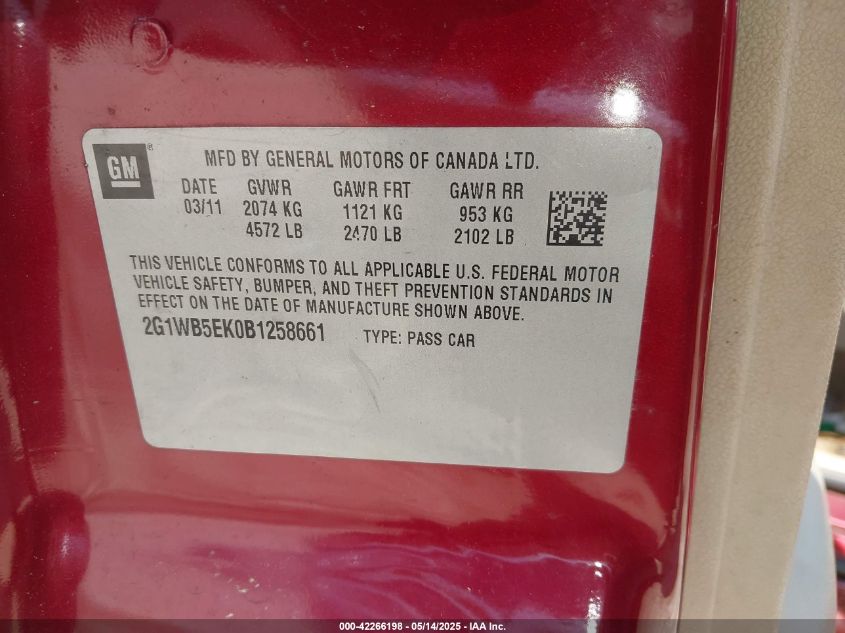 GM ®
MFD BY GENERAL MOTORS OF CANADA LTD.
DATE GVWR GAWR FRT GAWR RR
03/11 2074 KG 1121 KG 953 KG
4572 LB 2470 LB 2102 LB
THIS VEHICLE CONFORMS TO ALL APPLICABLE U.S. FEDERAL MOTOR
VEHICLE SAFETY, BUMPER, AND THEFT PREVENTION STANDARDS IN
EFFECT ON THE DATE OF MANUFACTURE SHOWN ABOVE.
2G1WB5EK0B1258661 TYPE: PASS CAR
000-42266198 - 05/14/2025 - IAA Inc.